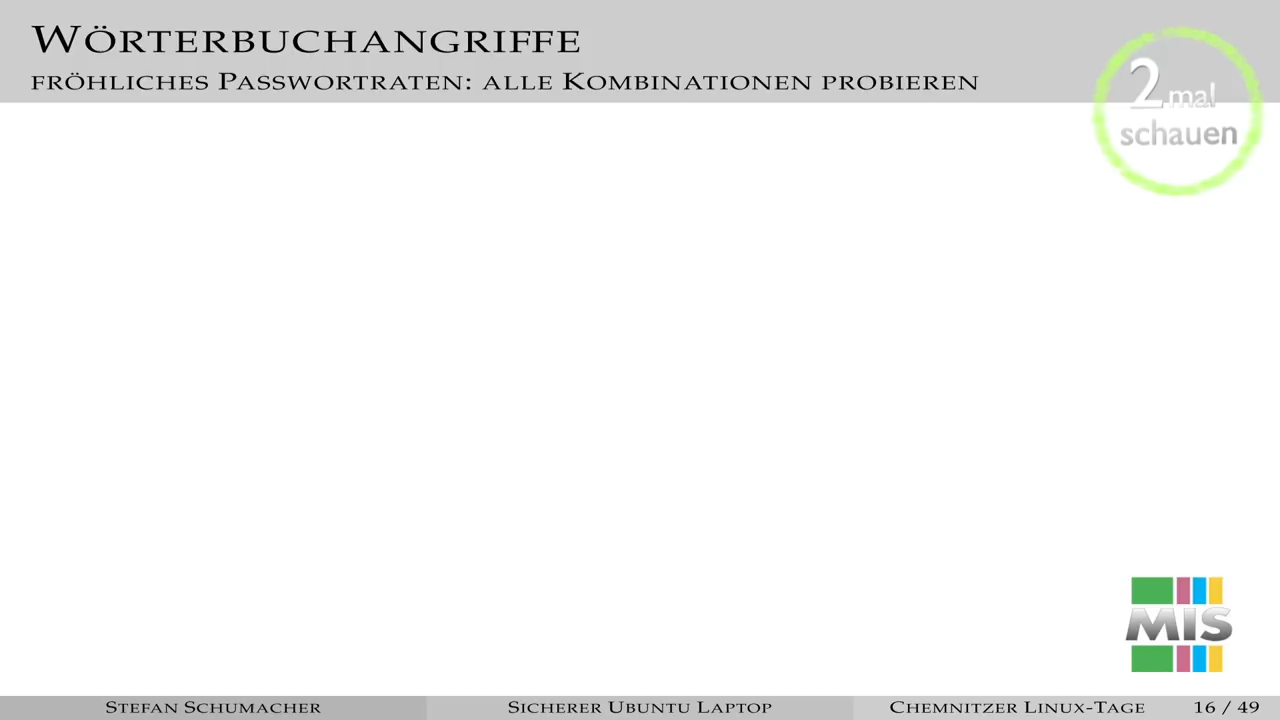 Wörterbuchangriffe
fröhliches Passwortraten: alle Kombinationen probieren
2 mal
schauen
MIS
Stefan Schumacher
Sicherer Ubuntu Laptop
Chemnitzer Linux-Tage
16 / 49